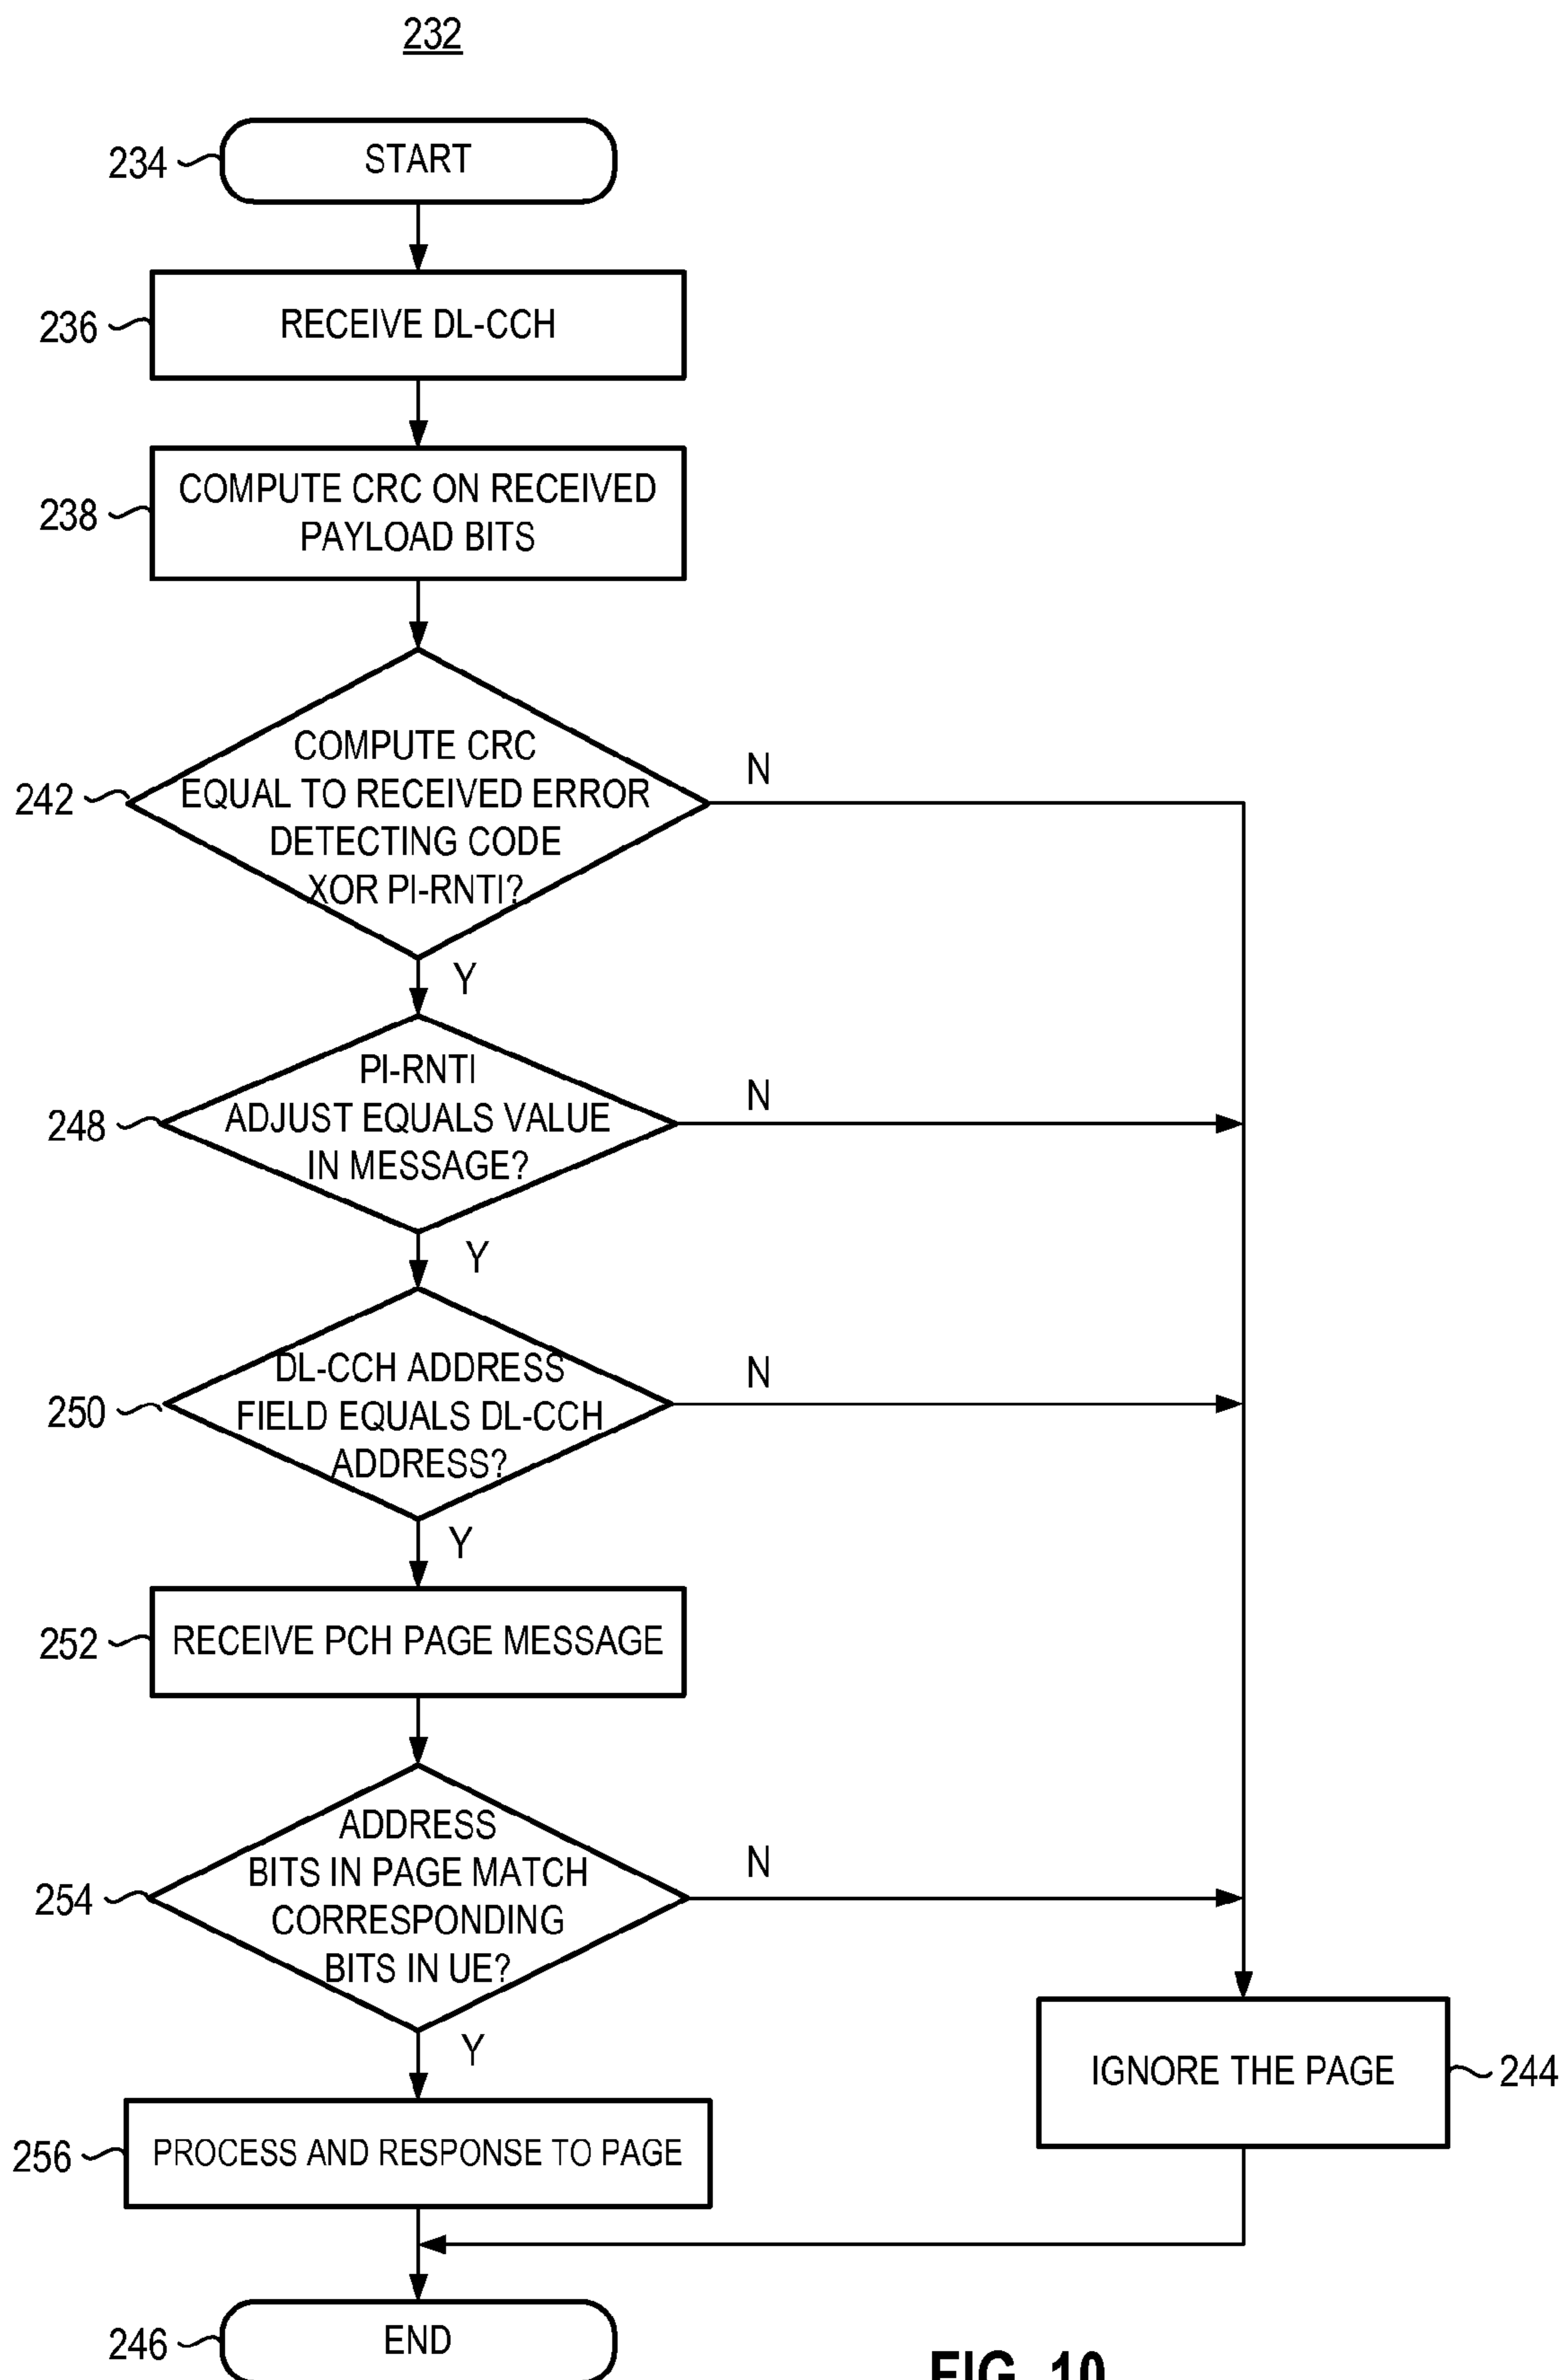 232
234
START
236
RECEIVE DL-CCH
238
COMPUTE CRC ON RECEIVED
PAYLOAD BITS
242
COMPUTE CRC
EQUAL TO RECEIVED ERROR
DETECTING CODE
XOR PI-RNTI?
N
Y
248
PI-RNTI
ADJUST EQUALS VALUE
IN MESSAGE?
N
Y
250
DL-CCH ADDRESS
FIELD EQUALS DL-CCH
ADDRESS?
N
Y
252
RECEIVE PCH PAGE MESSAGE
254
ADDRESS
BITS IN PAGE MATCH
CORRESPONDING
BITS IN UE?
N
Y
IGNORE THE PAGE
244
256
PROCESS AND RESPONSE TO PAGE
246
END
FIG. 10